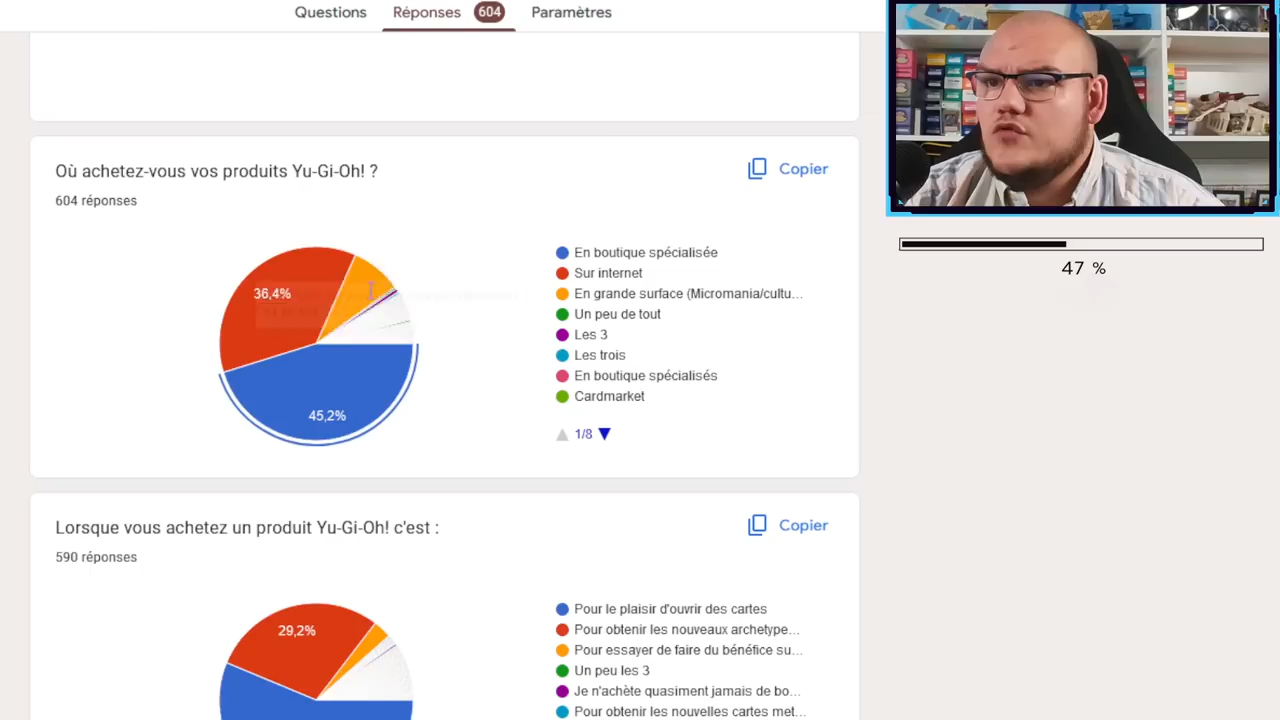 Questions
Réponses
604
Paramètres
Où achetez-vous vos produits Yu-Gi-Oh! ?
Copier
604 réponses
36,4%
45,2%
En boutique spécialisée
Sur internet
En grande surface (Micromania/cultu...
Un peu de tout
Les 3
Les trois
En boutique spécialisés
Cardmarket
1/8
47 %
Lorsque vous achetez un produit Yu-Gi-Oh! c'est :
Copier
590 réponses
29,2%
Pour le plaisir d'ouvrir des cartes
Pour obtenir les nouveaux archetype...
Pour essayer de faire du bénéfice su...
Un peu les 3
Je n'achète quasiment jamais de bo...
Pour obtenir les nouvelles cartes met...